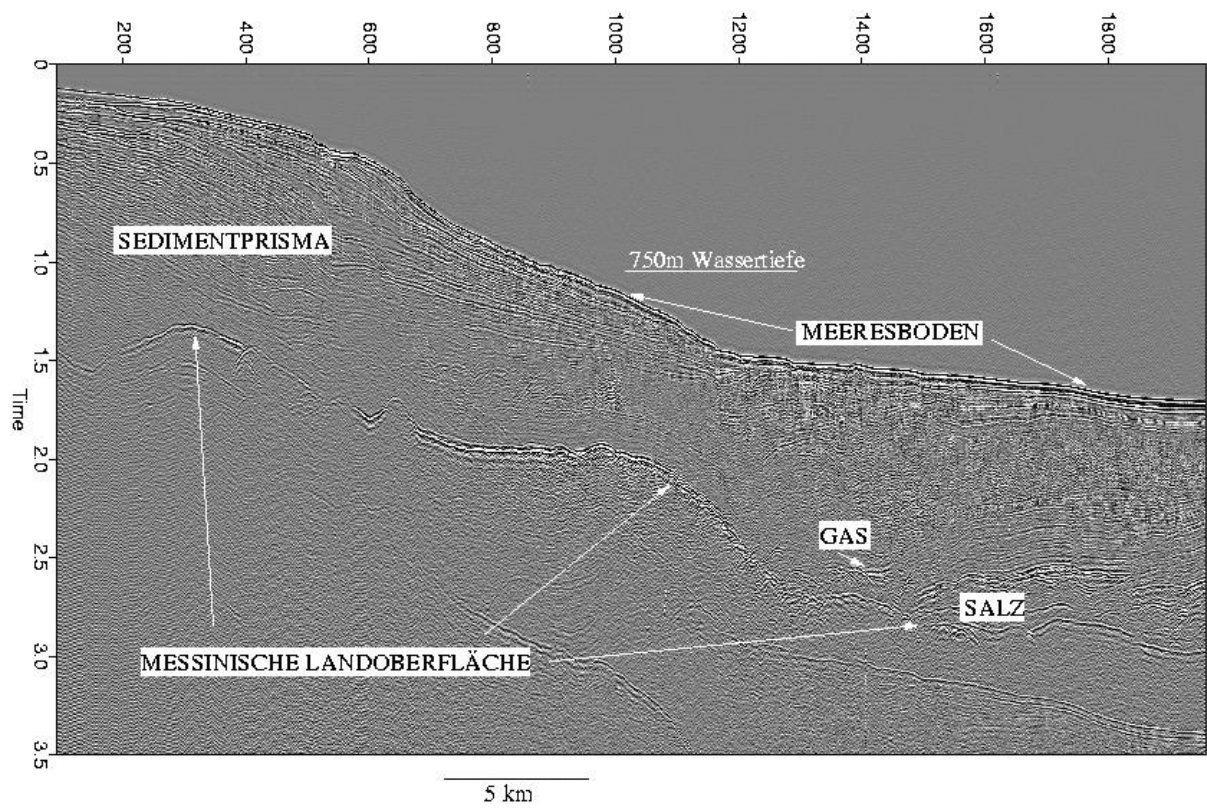 200 400 600 800 1000 1200 1400 1600 1800
0
0.5
SEDIMENTPRISMA
1.0
750m Wassertiefe
MEERESBODEN
1.5
Time
2.0
GAS
2.5
SALZ
MESSINISCHE LANDOBERFLÄCHE
3.0
3.5
5 km